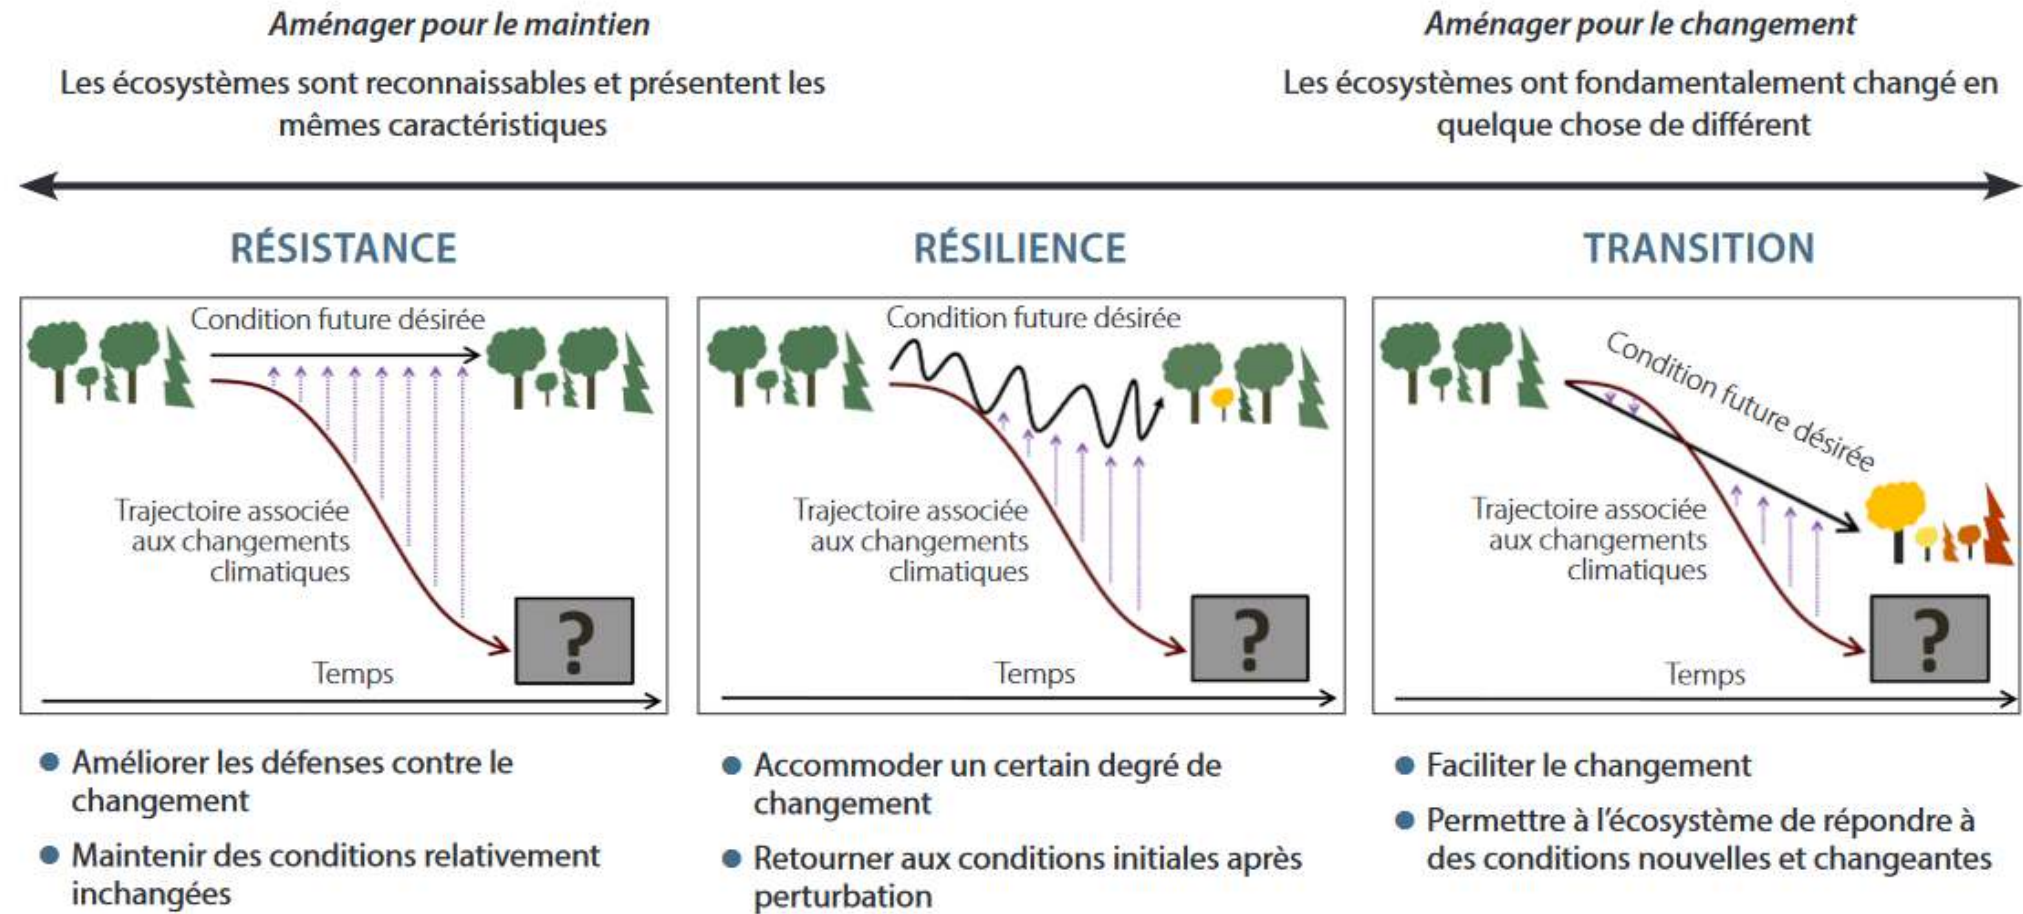 Aménager pour le maintien
Les écosystèmes sont reconnaissables et présentent les
mêmes caractéristiques
Aménager pour le changement
Les écosystèmes ont fondamentalement changé en
quelque chose de différent
RÉSISTANCE
Condition future désirée
Trajectoire associée
aux changements
climatiques
?
Temps
Améliorer les défenses contre le
changement
Maintenir des conditions relativement
inchangées
RÉSILIENCE
Condition future désirée
Trajectoire associée
aux changements
climatiques
?
Temps
Accommoder un certain degré de
changement
Retourner aux conditions initiales après
perturbation
TRANSITION
Condition future désirée
Trajectoire associée
aux changements
climatiques
?
Temps
Faciliter le changement
Permettre à l'écosystème de répondre à
des conditions nouvelles et changeantes